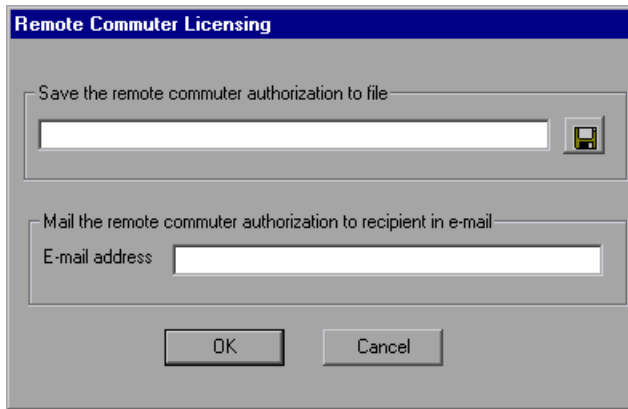 Remote Commuter Licensing
Save the remote commuter authorization to file
Mail the remote commuter authorization to recipient in e-mail
E-mail address
OK Cancel